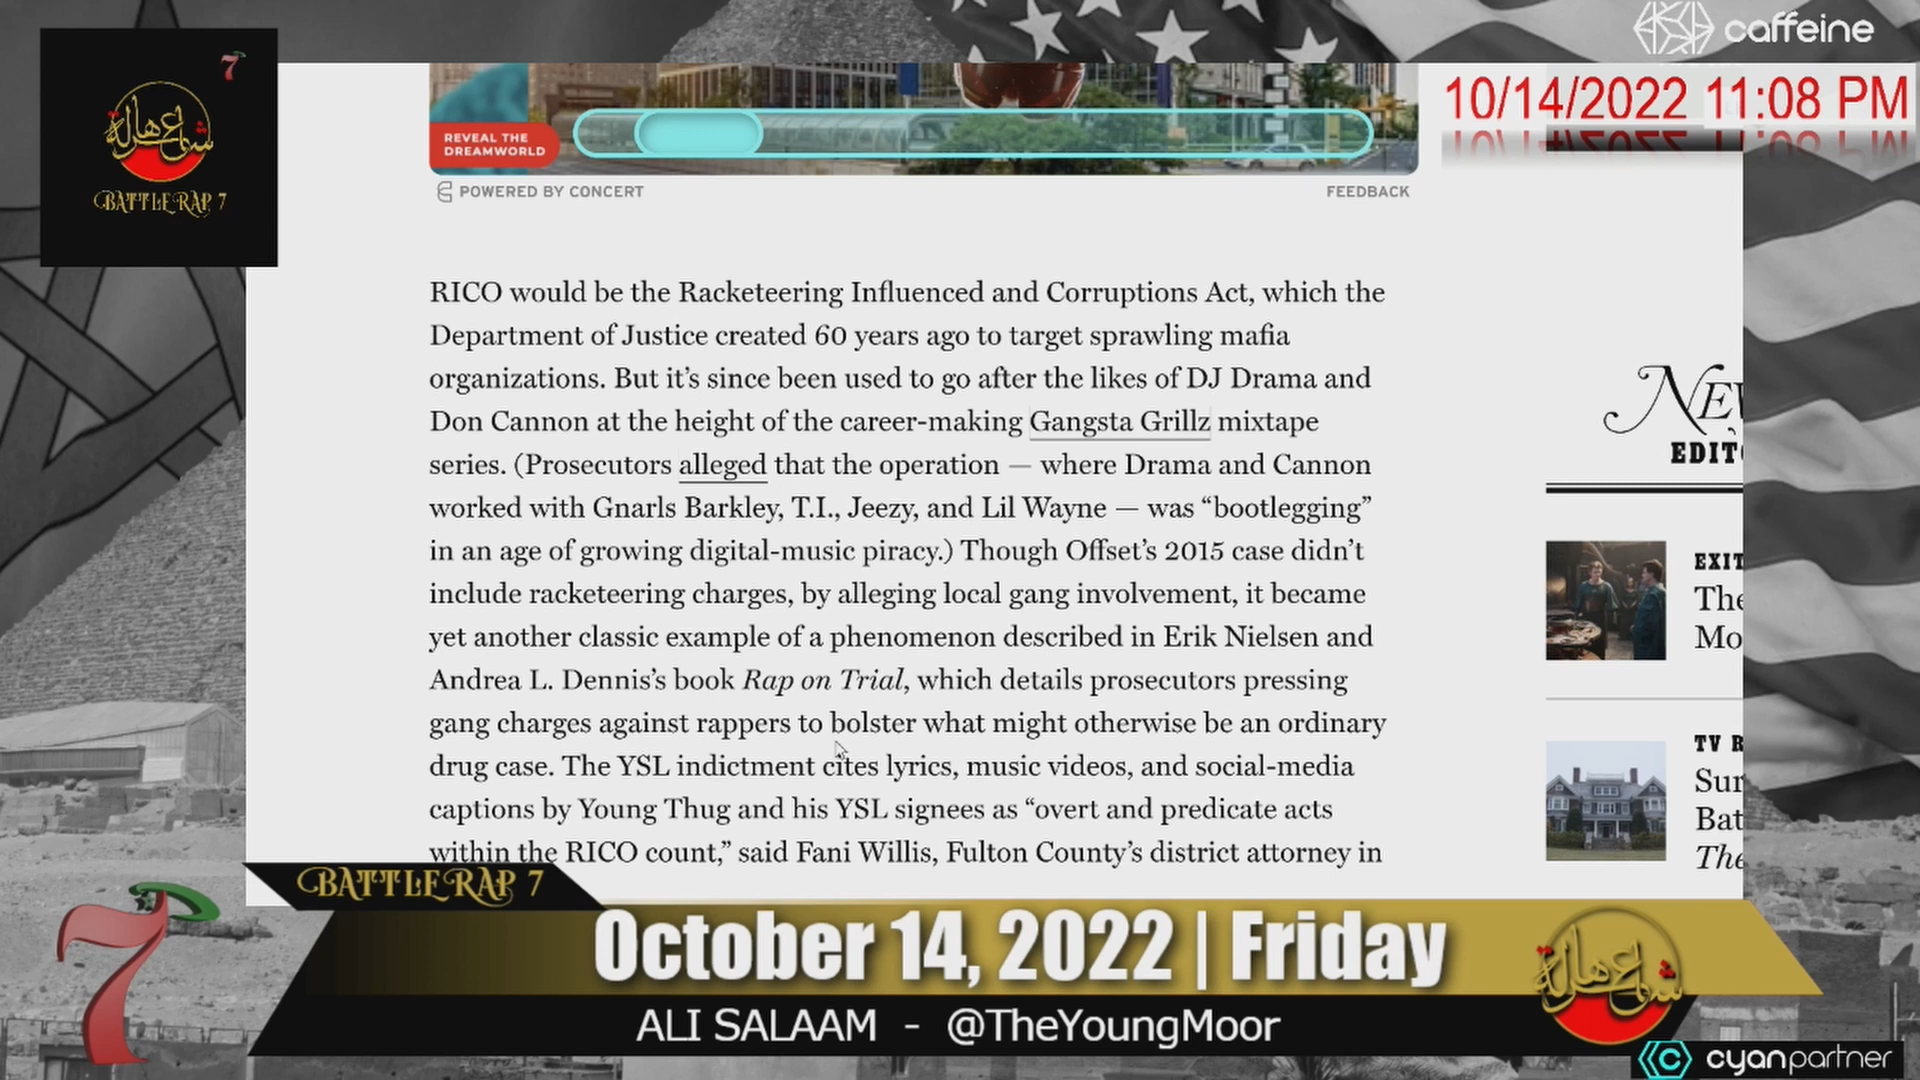 caffeine
10/14/2022 11:08 PM
7
BATTLE RAP 7
REVEAL THE
DREAMWORLD
POWERED BY CONCERT
FEEDBACK
RICO would be the Racketeering Influenced and Corruptions Act, which the
Department of Justice created 60 years ago to target sprawling mafia
organizations. But it’s since been used to go after the likes of DJ Drama and
Don Cannon at the height of the career-making Gangsta Grillz mixtape
series. (Prosecutors alleged that the operation — where Drama and Cannon
worked with Gnarls Barkley, T.I., Jeezy, and Lil Wayne — was “bootlegging”
in an age of growing digital-music piracy.) Though Offset’s 2015 case didn’t
include racketeering charges, by alleging local gang involvement, it became
yet another classic example of a phenomenon described in Erik Nielsen and
Andrea L. Dennis’s book Rap on Trial, which details prosecutors pressing
gang charges against rappers to bolster what might otherwise be an ordinary
drug case. The YSL indictment cites lyrics, music videos, and social-media
captions by Young Thug and his YSL signees as “overt and predicate acts
within the RICO count,” said Fani Willis, Fulton County’s district attorney in
NEW
EDITO
EXIT
The
Mo
TV R
Sur
Bat
The
BATTLE RAP 7
7
October 14, 2022 | Friday
ALI SALAAM - @TheYoungMoor
cyanpartner